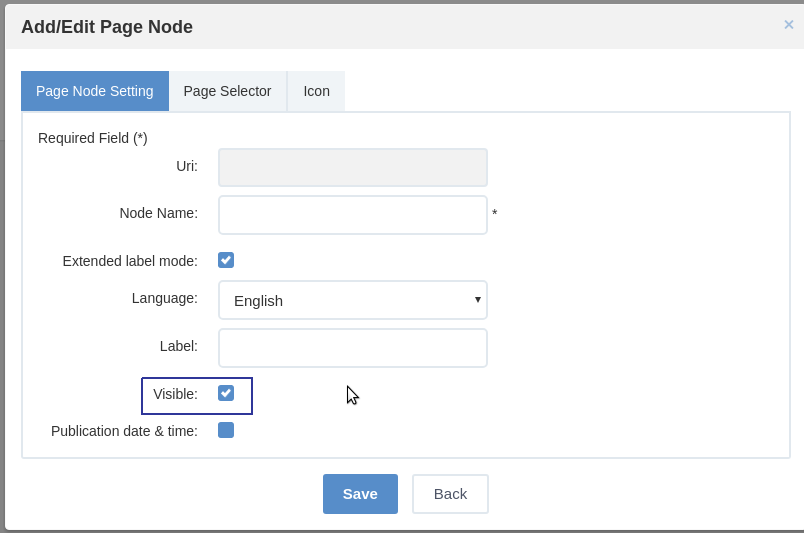 Add/Edit Page Node
×
Page Node Setting Page Selector Icon
Required Field (*)
Uri:
Node Name: *
Extended label mode:
Language: English
Label:
Visible:
Publication date & time:
Save Back